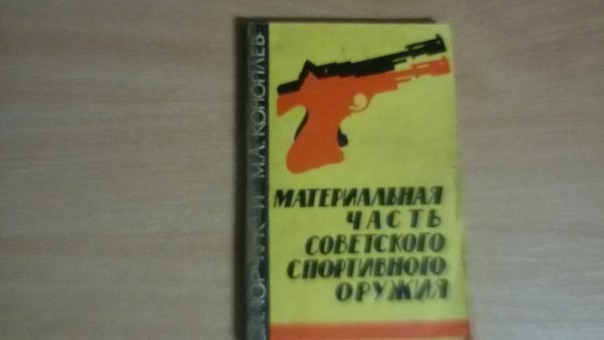 И М.А. КОНОПЛЕВ
МАТЕРИАЛЬНАЯ
ЧАСТЬ
СОВЕТСКОГО
СПОРТИВНОГО
ОРУЖИЯ